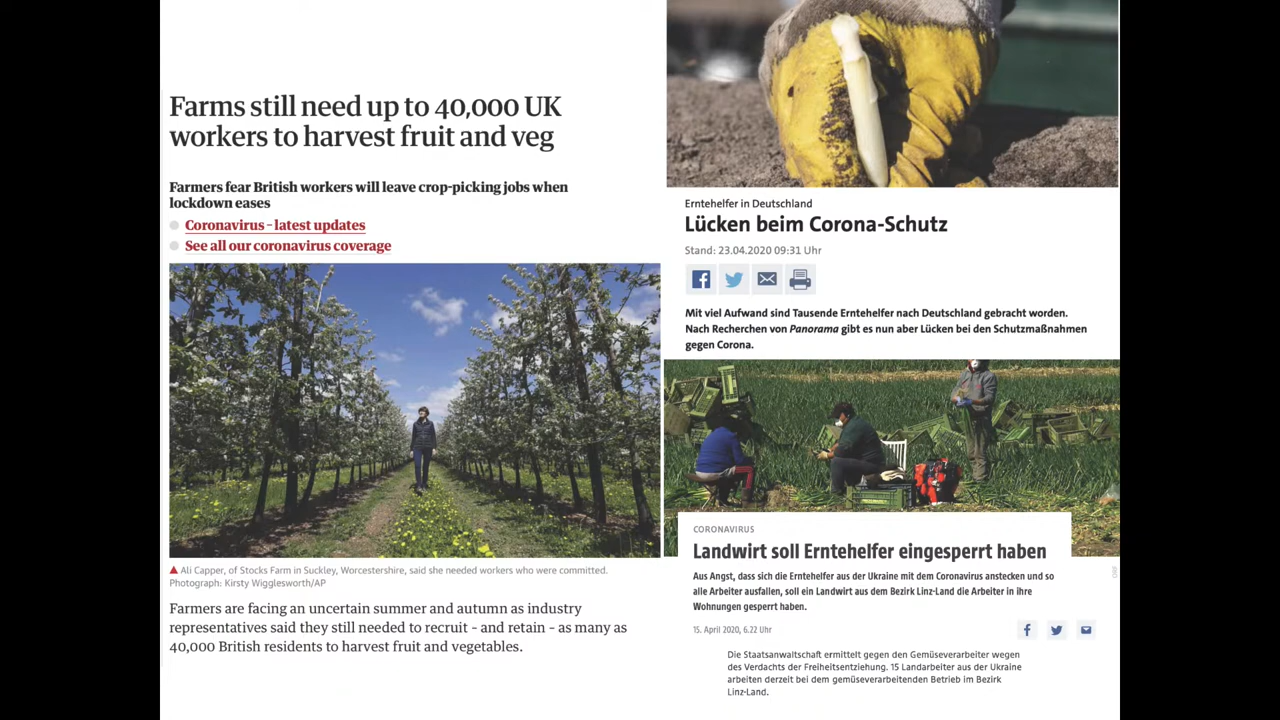 Farms still need up to 40,000 UK
workers to harvest fruit and veg
Farmers fear British workers will leave crop-picking jobs when
lockdown eases
Coronavirus – latest updates
See all our coronavirus coverage
Ali Capper, of Stocks Farm in Suckley, Worcestershire, said she needed workers who were committed.
Photograph: Kirsty Wigglesworth/AP
Farmers are facing an uncertain summer and autumn as industry
representatives said they still needed to recruit – and retain – as many as
40,000 British residents to harvest fruit and vegetables.
Erntehelfer in Deutschland
Lücken beim Corona-Schutz
Stand: 23.04.2020 09:31 Uhr
Mit viel Aufwand sind Tausende Erntehelfer nach Deutschland gebracht worden.
Nach Recherchen von Panorama gibt es nun aber Lücken bei den Schutzmaßnahmen
gegen Corona.
CORONAVIRUS
Landwirt soll Erntehelfer eingesperrt haben
Aus Angst, dass sich die Erntehelfer aus der Ukraine mit dem Coronavirus anstecken und so
alle Arbeiter ausfallen, soll ein Landwirt aus dem Bezirk Linz-Land die Arbeiter in ihre
Wohnungen gesperrt haben.
15. April 2020, 6.22 Uhr
Die Staatsanwaltschaft ermittelt gegen den Gemüseverarbeiter wegen
des Verdachts der Freiheitsentziehung. 15 Landarbeiter aus der Ukraine
arbeiten derzeit bei dem gemüseverarbeitenden Betrieb im Bezirk
Linz-Land.